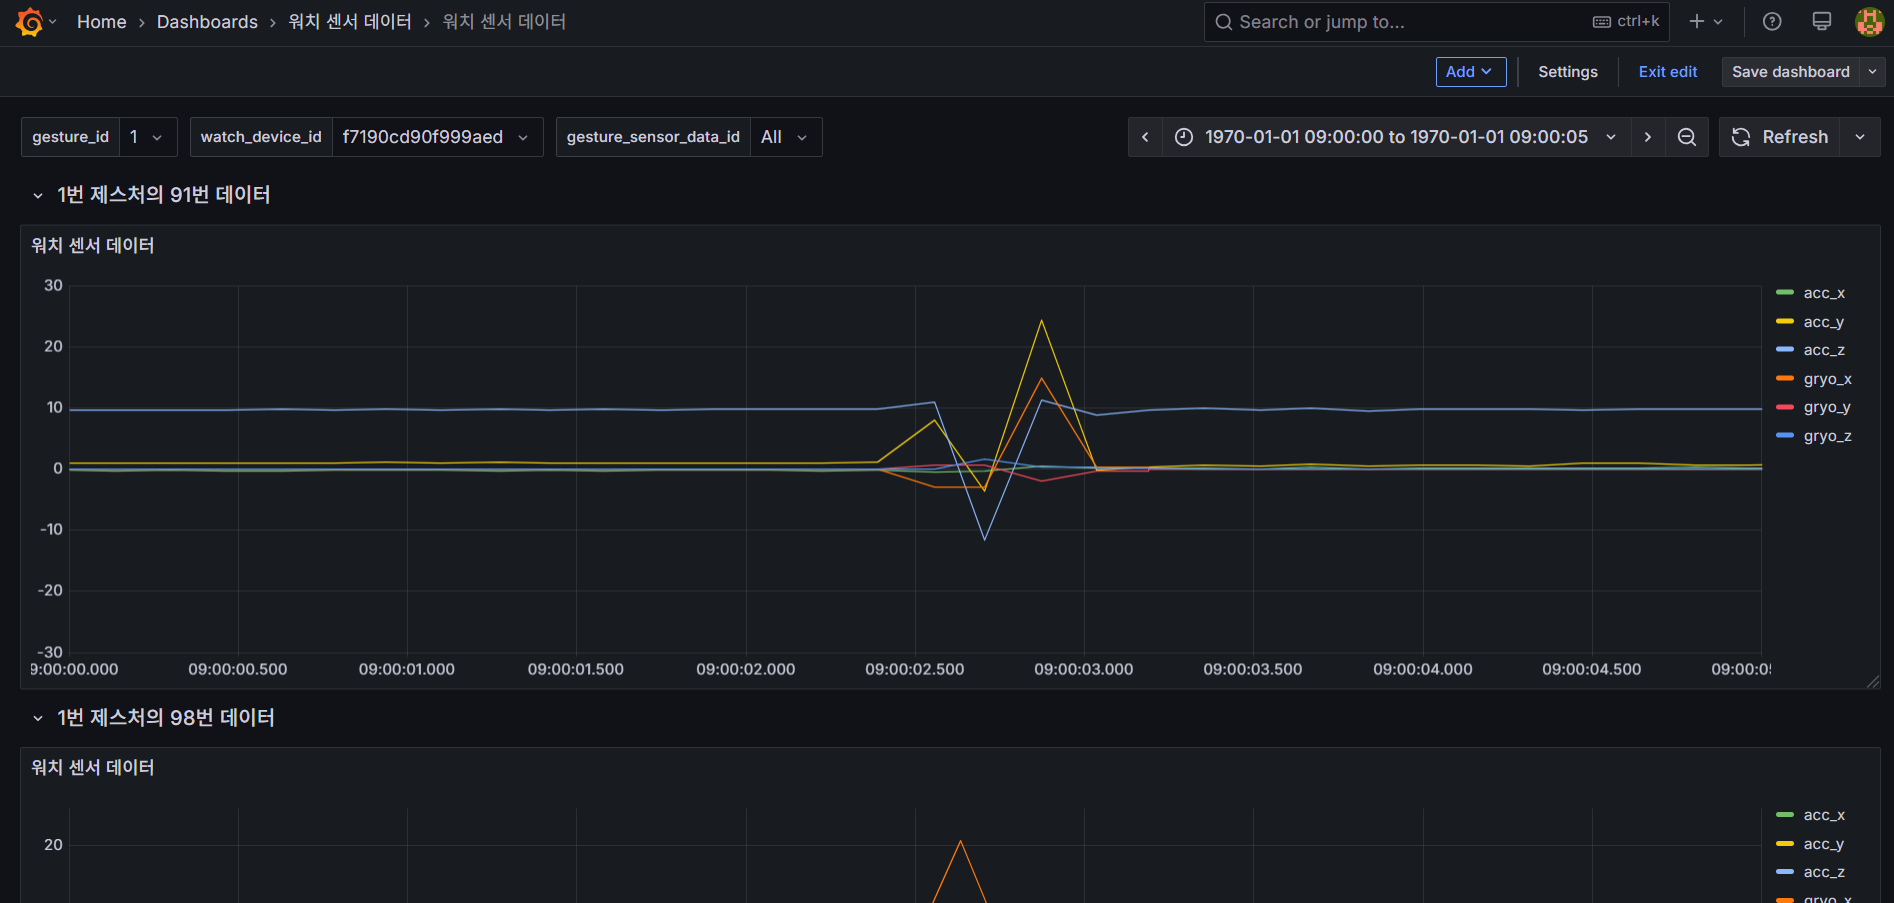 Home › Dashboards › 워치 센서 데이터 › 워치 센서 데이터
Search or jump to... ctrl+k
Add Settings Exit edit Save dashboard
gesture_id 1 watch_device_id f7190cd90f999aed gesture_sensor_data_id All 1970-01-01 09:00:00 to 1970-01-01 09:00:05 Refresh
1번 제스처의 91번 데이터
워치 센서 데이터
30
20
10
0
-10
-20
-30
9:00:00.000 09:00:00.500 09:00:01.000 09:00:01.500 09:00:02.000 09:00:02.500 09:00:03.000 09:00:03.500 09:00:04.000 09:00:04.500 09:00:0
acc_x
acc_y
acc_z
gryo_x
gryo_y
gryo_z
1번 제스처의 98번 데이터
워치 센서 데이터
20
acc_x
acc_y
acc_z
gryo_x